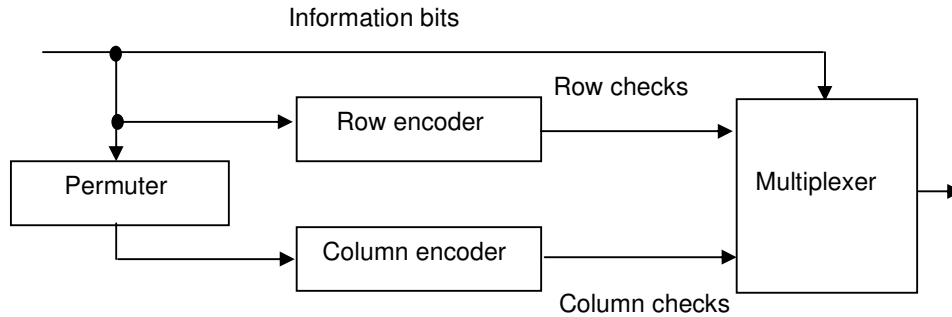 Information bits
Row checks
Row encoder
Permuter
Multiplexer
Column encoder
Column checks